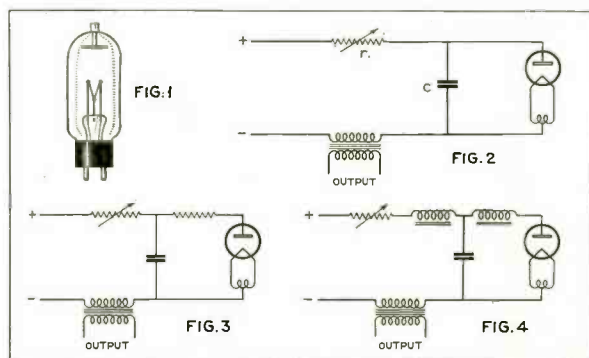 FIG:1
+
r.
C
-
OUTPUT
FIG. 2
+
-
OUTPUT
FIG. 3
+
-
OUTPUT
FIG. 4